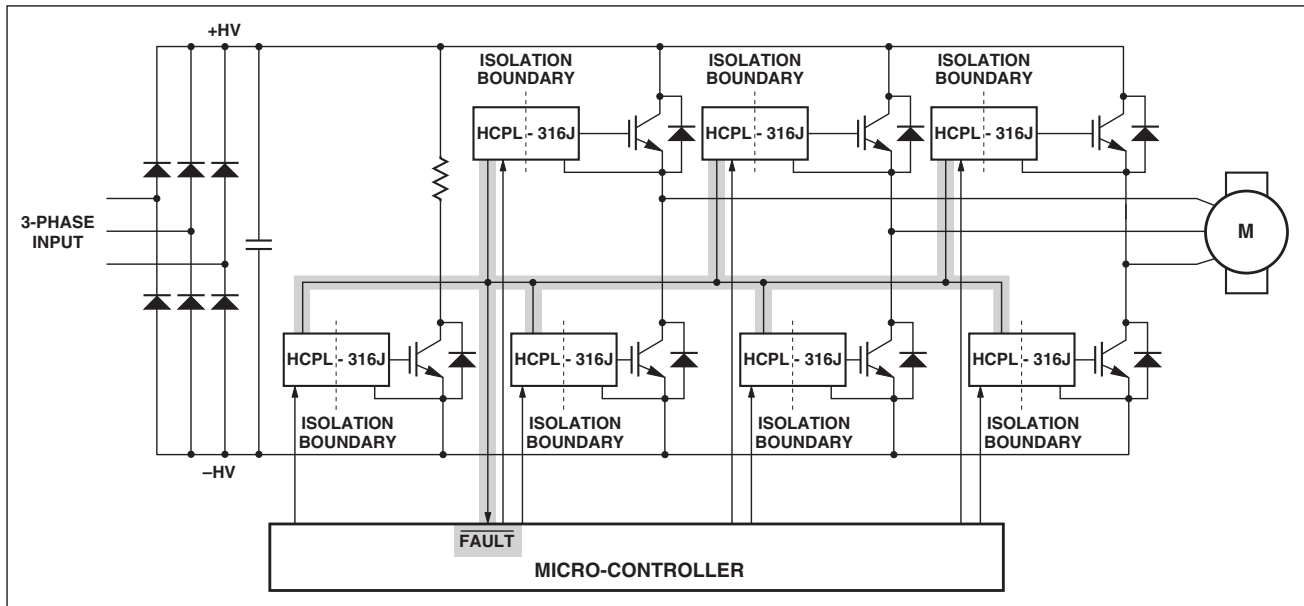 +HV
ISOLATION
BOUNDARY
ISOLATION
BOUNDARY
ISOLATION
BOUNDARY
HCPL - 316J
HCPL - 316J
HCPL - 316J
3-PHASE
INPUT
M
HCPL - 316J
HCPL - 316J
HCPL - 316J
HCPL - 316J
ISOLATION
BOUNDARY
ISOLATION
BOUNDARY
ISOLATION
BOUNDARY
ISOLATION
BOUNDARY
–HV
FAULT
MICRO-CONTROLLER